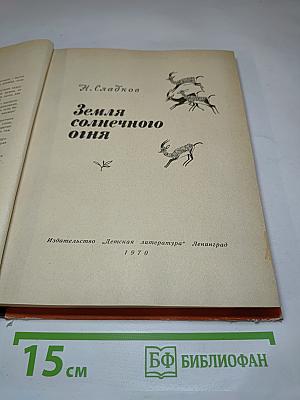 Н. Сладков
Земля
солнечного
огня
Издательство „Детская литература“ Ленинград
1970
15 см
БФ БИБЛИОФАН